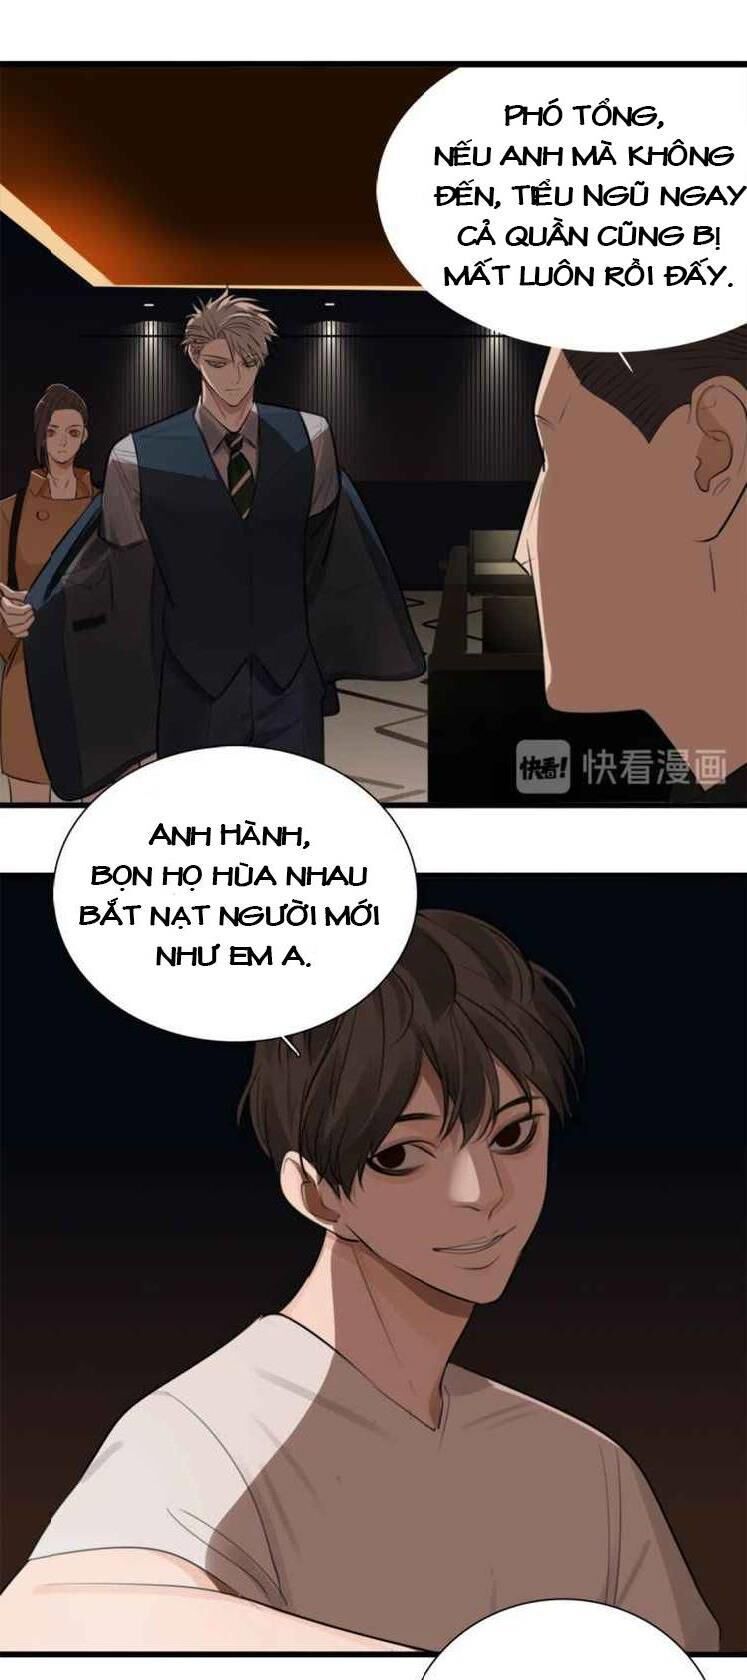 PHÓ TỔNG,
NẾU ANH MÀ KHÔNG
ĐẾN, TIỂU NGŨ NGAY
CẢ QUẦN CŨNG BỊ
MẤT LUÔN RỒI ĐẤY.
快看! 快看漫画
ANH HÀNH,
BỌN HỌ HÙA NHAU
BẮT NẠT NGƯỜI MỚI
NHƯ EM A.